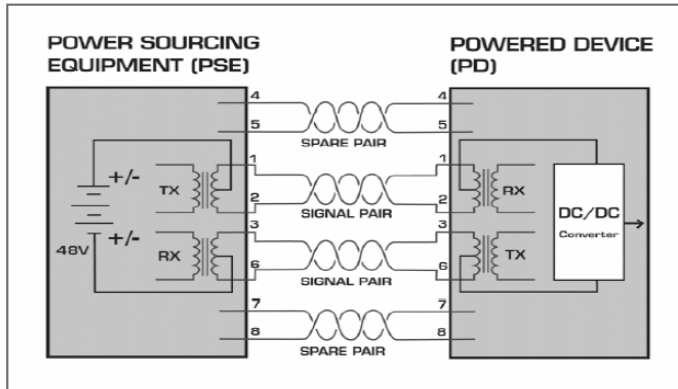 POWER SOURCING
EQUIPMENT (PSE)
POWERED DEVICE
(PD)
4
4
5
5
SPARE PAIR
1
1
+/-
TX
RX
2
2
SIGNAL PAIR
DC/DC
Converter
3
3
+/-
48V
RX
TX
6
6
SIGNAL PAIR
7
7
8
8
SPARE PAIR